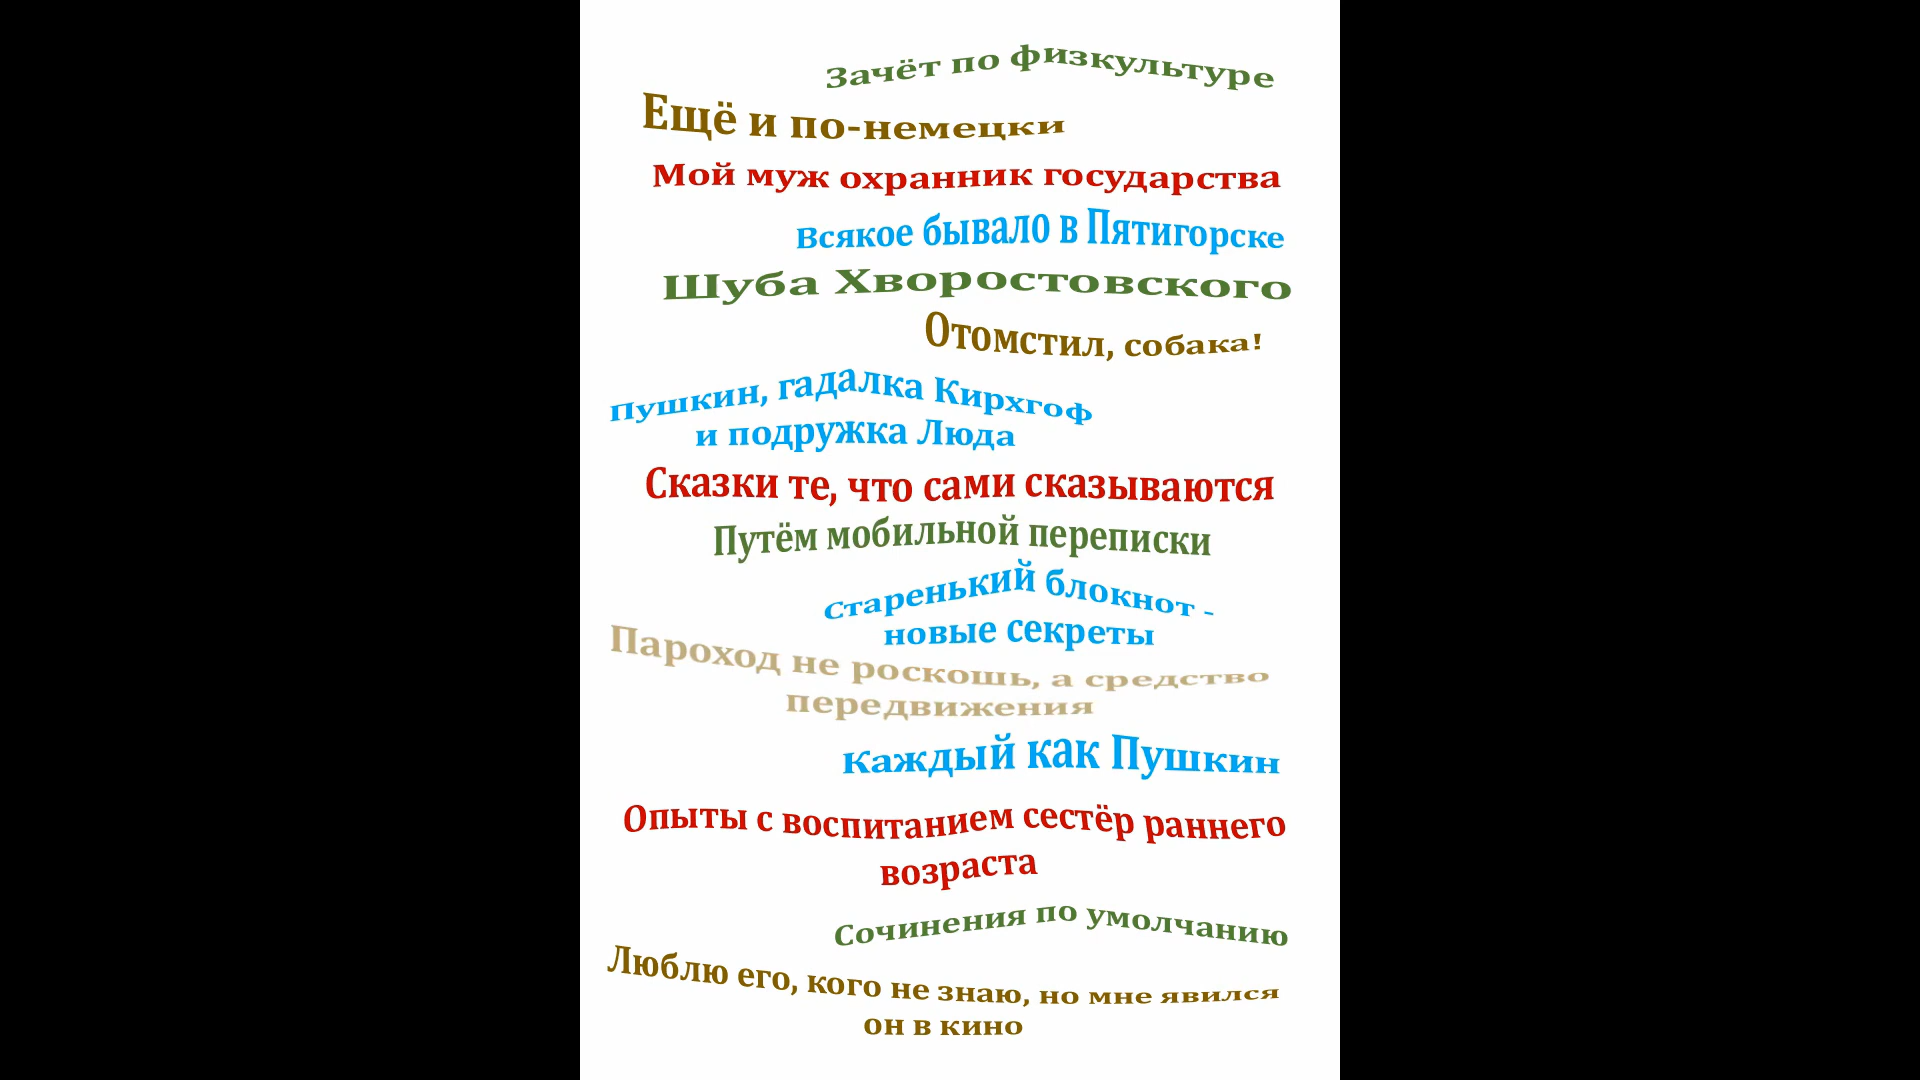 Зачёт по физкультуре
Ещё и по-немецки
Мой муж охранник государства
Всякое бывало в Пятигорске
Шуба Хворостовского
Отомстил, собака!
Пушкин, гадалка Кирхгоф
и подружка Люда
Сказки те, что сами сказываются
Путём мобильной переписки
Старенький блокнот -
новые секреты
Пароход не роскошь, а средство
передвижения
Каждый как Пушкин
Опыты с воспитанием сестёр раннего
возраста
Сочинения по умолчанию
Люблю его, кого не знаю, но мне явился
он в кино